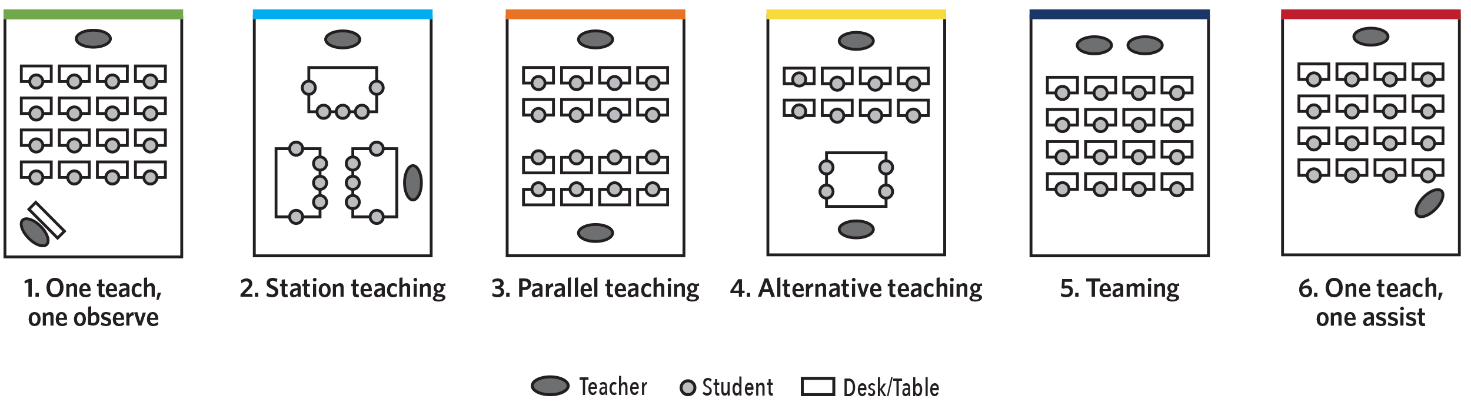 1. One teach,
one observe
2. Station teaching
3. Parallel teaching
4. Alternative teaching
5. Teaming
6. One teach,
one assist
Teacher
Student
Desk/Table